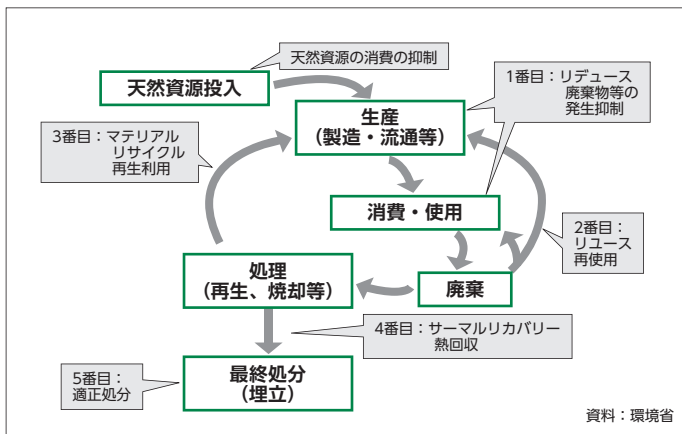 天然資源の消費の抑制
天然資源投入
1番目：リデュース
廃棄物等の
発生抑制
生産
（製造・流通等）
3番目：マテリアル
リサイクル
再生利用
消費・使用
2番目：
リユース
再使用
処理
（再生、焼却等）
廃棄
4番目：サーマルリカバリー
熱回収
5番目：
適正処分
最終処分
（埋立）
資料：環境省